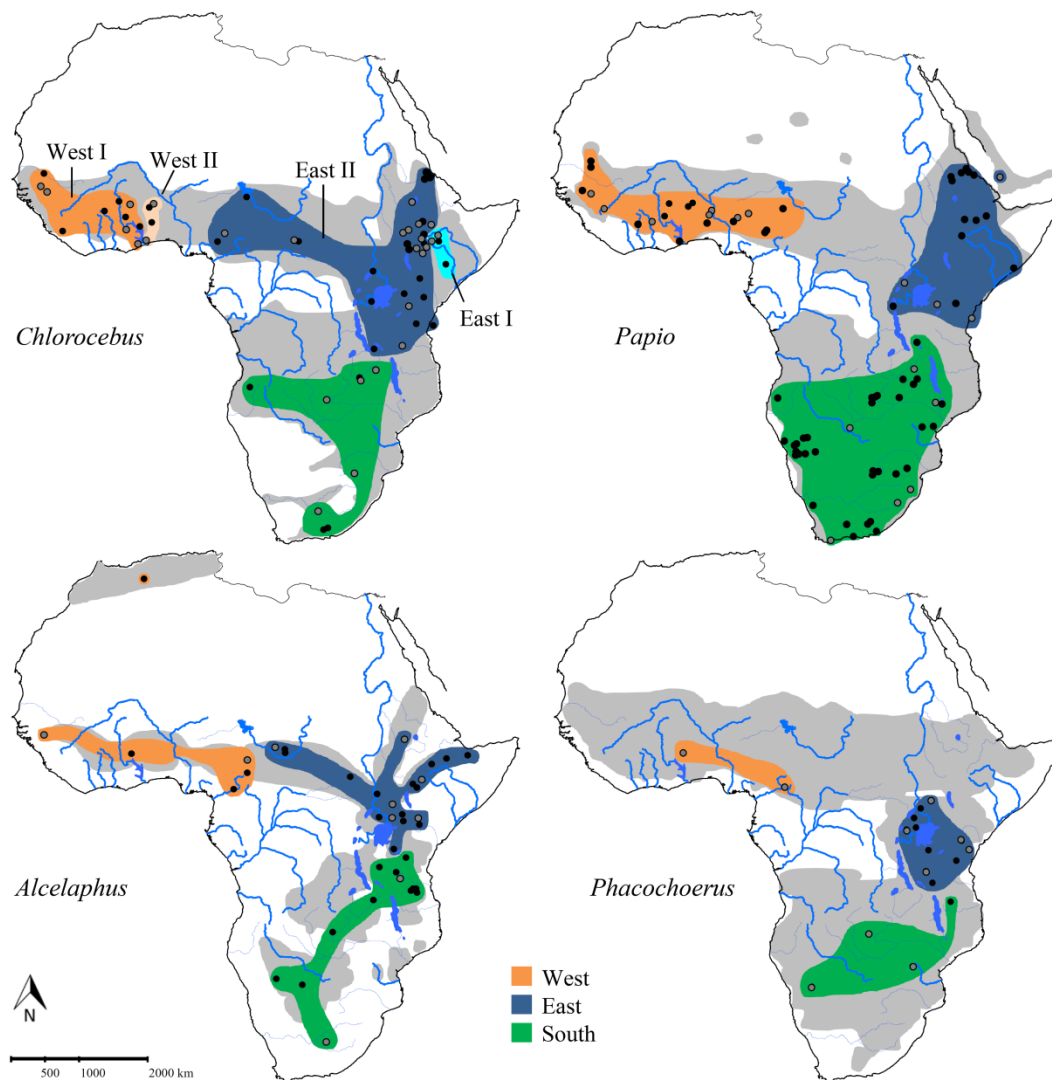 West I
West II
East II
East I
Chlorocebus
Papio
Alcelaphus
Phacochoerus
West
East
South
N
500 1000 2000 km